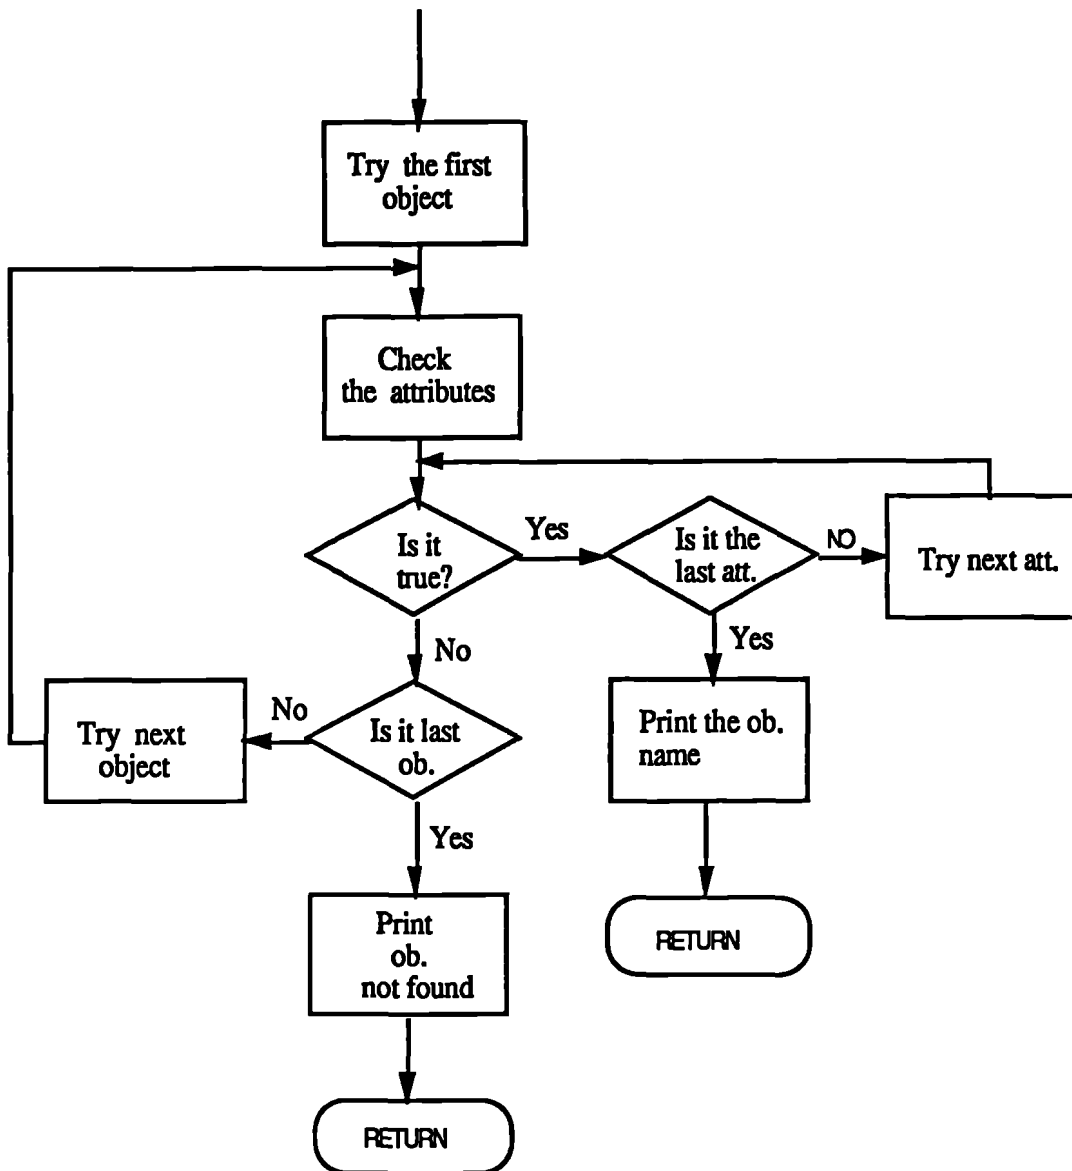 Try the first
object
Check
the attributes
Is it
true?
Yes
Is it the
last att.
NO
Try next att.
No
Yes
Try next
object
No
Is it last
ob.
Print the ob.
name
Yes
RETURN
Print
ob.
not found
RETURN